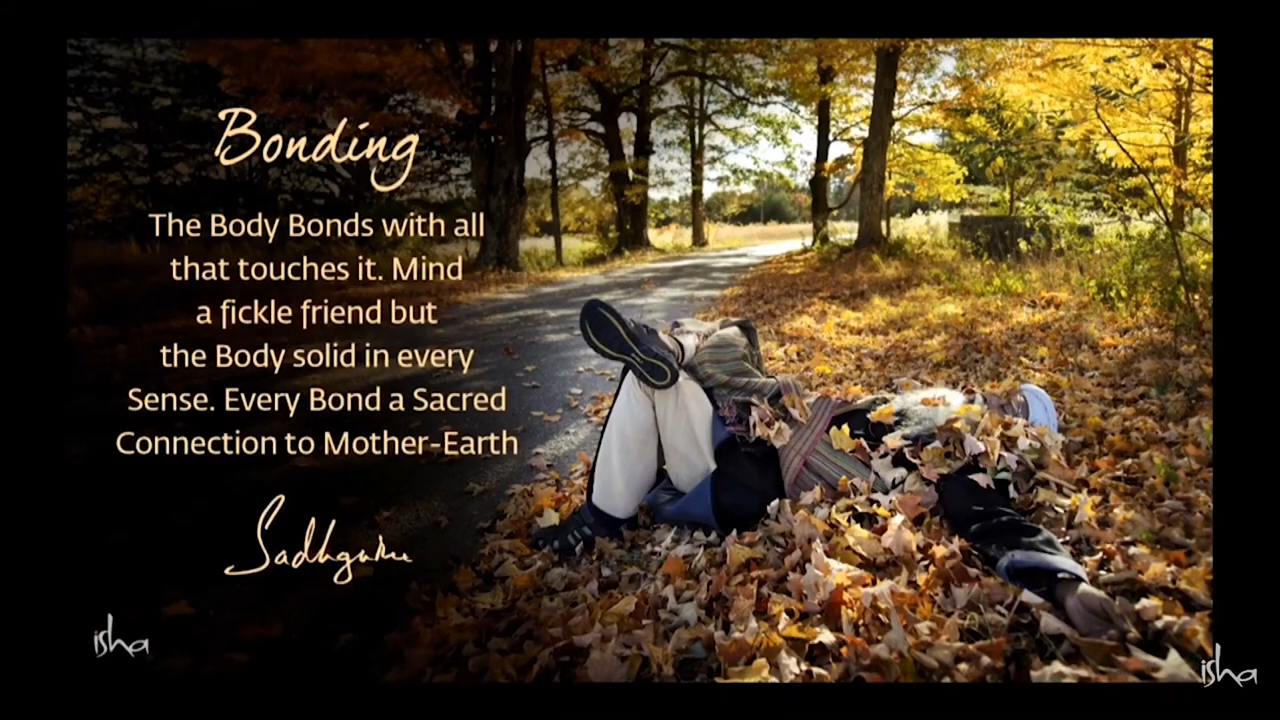 Bonding
The Body Bonds with all
that touches it. Mind
a fickle friend but
the Body solid in every
Sense. Every Bond a Sacred
Connection to Mother-Earth
Sadhguru
isha
isha